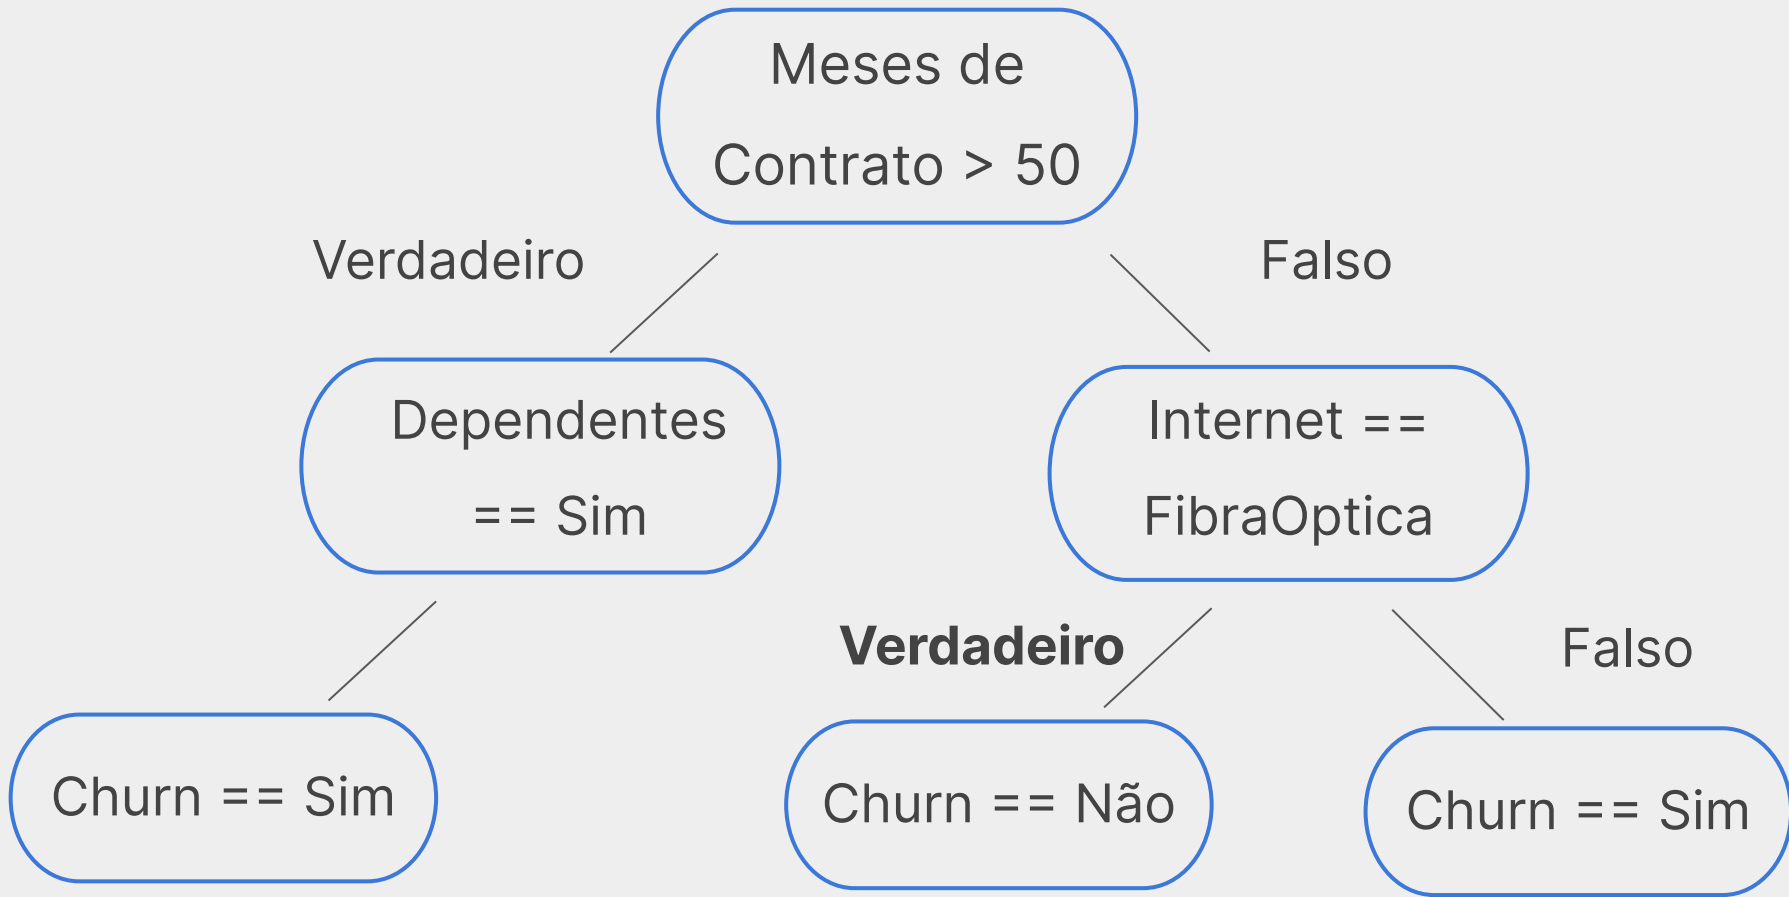 Meses de
Contrato > 50
Verdadeiro
Falso
Dependentes
== Sim
Internet ==
FibraOptica
Verdadeiro
Falso
Churn == Sim
Churn == Não
Churn == Sim